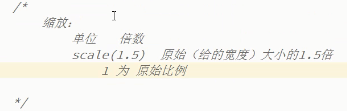 /*
缩放:
单位 倍数
scale(1.5) 原始（给的宽度）大小的1.5倍
1 为 原始比例
*/